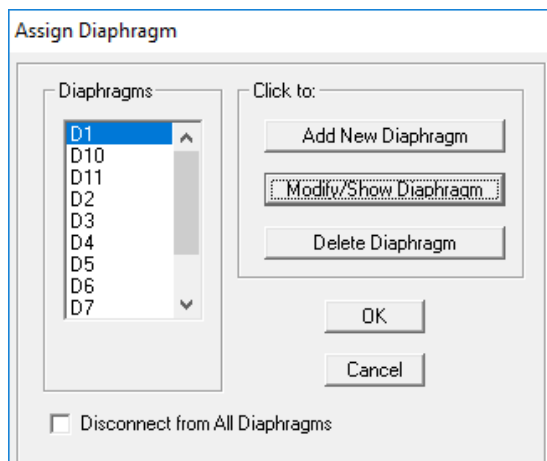 Assign Diaphragm
Diaphragms
D1
D10
D11
D2
D3
D4
D5
D6
D7
Click to:
Add New Diaphragm
Modify/Show Diaphragm
Delete Diaphragm
OK
Cancel
Disconnect from All Diaphragms